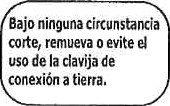 Bajo ninguna circunstancia
corte, remueva o evite el
uso de la clavija de
conexión a tierra.